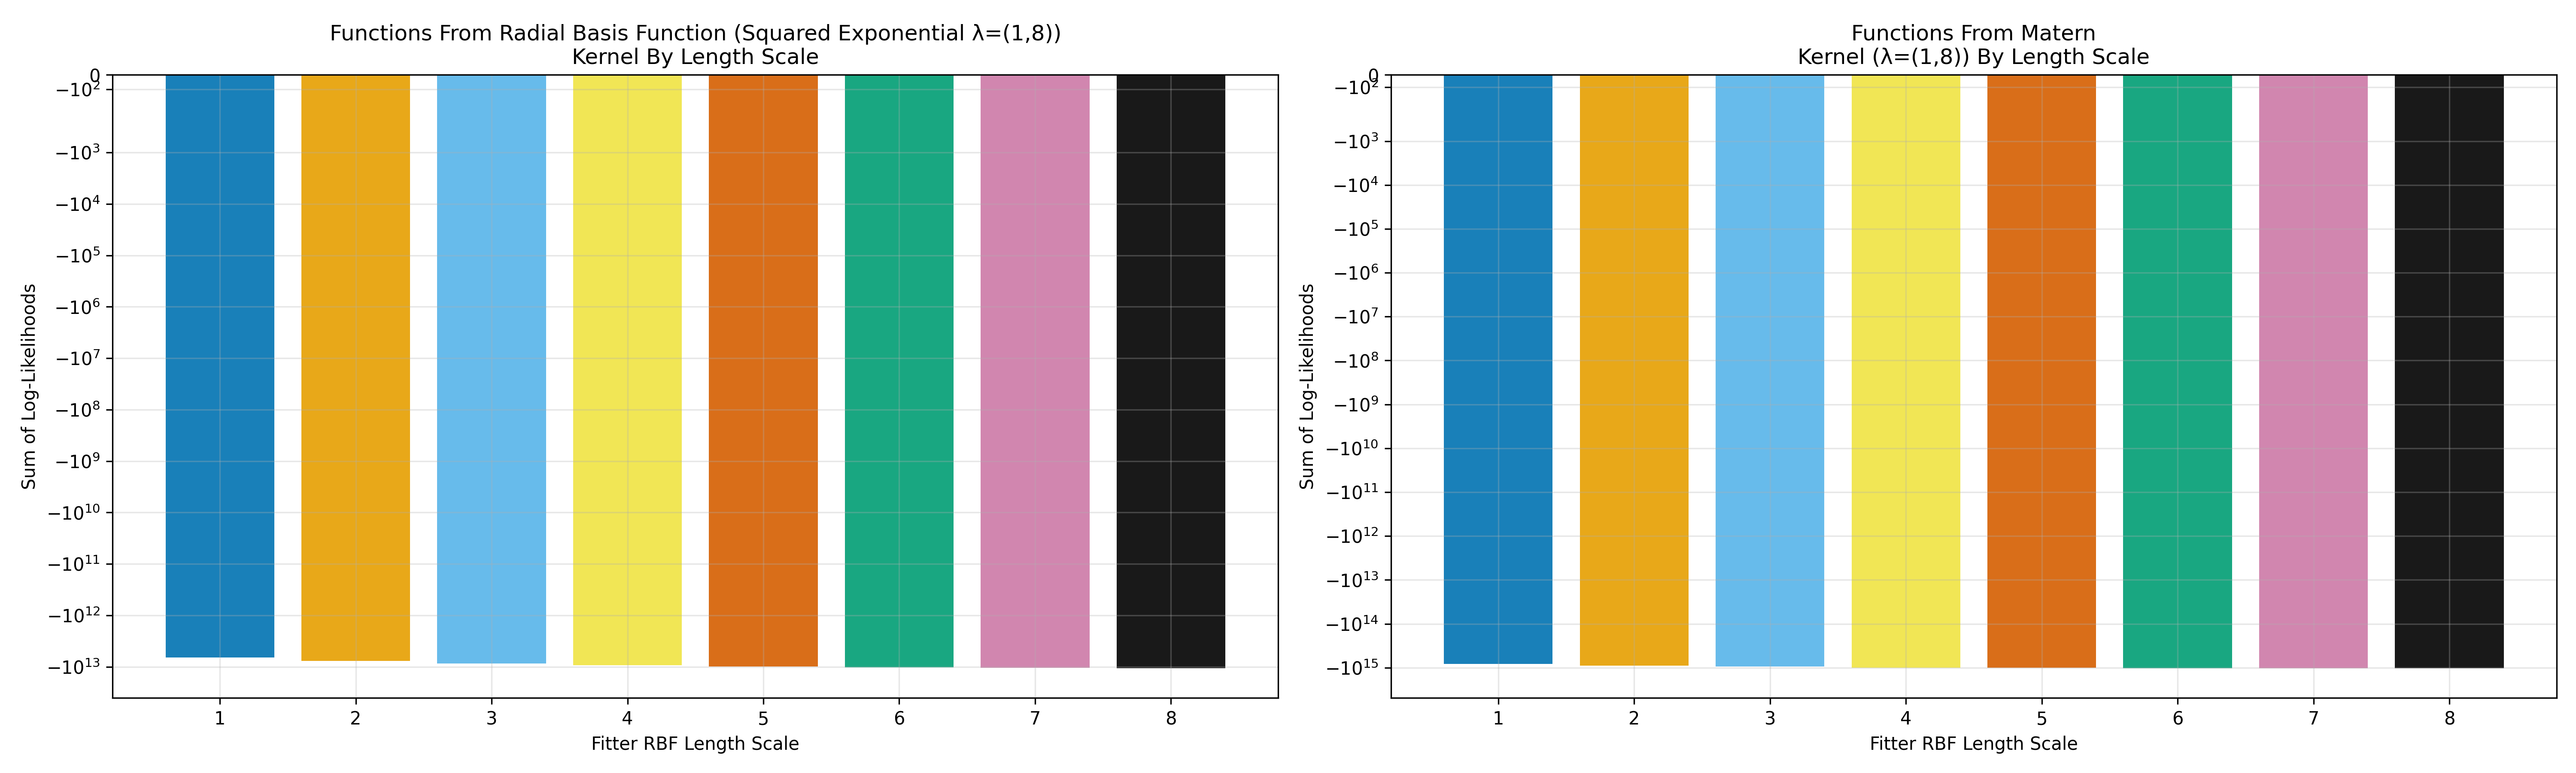 Functions From Radial Basis Function (Squared Exponential λ=(1,8))
Kernel By Length Scale
0
−10²
−10³
−10⁴
−10⁵
−10⁶
−10⁷
−10⁸
−10⁹
−10¹⁰
−10¹¹
−10¹²
−10¹³
Sum of Log-Likelihoods
1 2 3 4 5 6 7 8
Fitter RBF Length Scale
Functions From Matern
Kernel (λ=(1,8)) By Length Scale
0
−10²
−10³
−10⁴
−10⁵
−10⁶
−10⁷
−10⁸
−10⁹
−10¹⁰
−10¹¹
−10¹²
−10¹³
−10¹⁴
−10¹⁵
Sum of Log-Likelihoods
1 2 3 4 5 6 7 8
Fitter RBF Length Scale